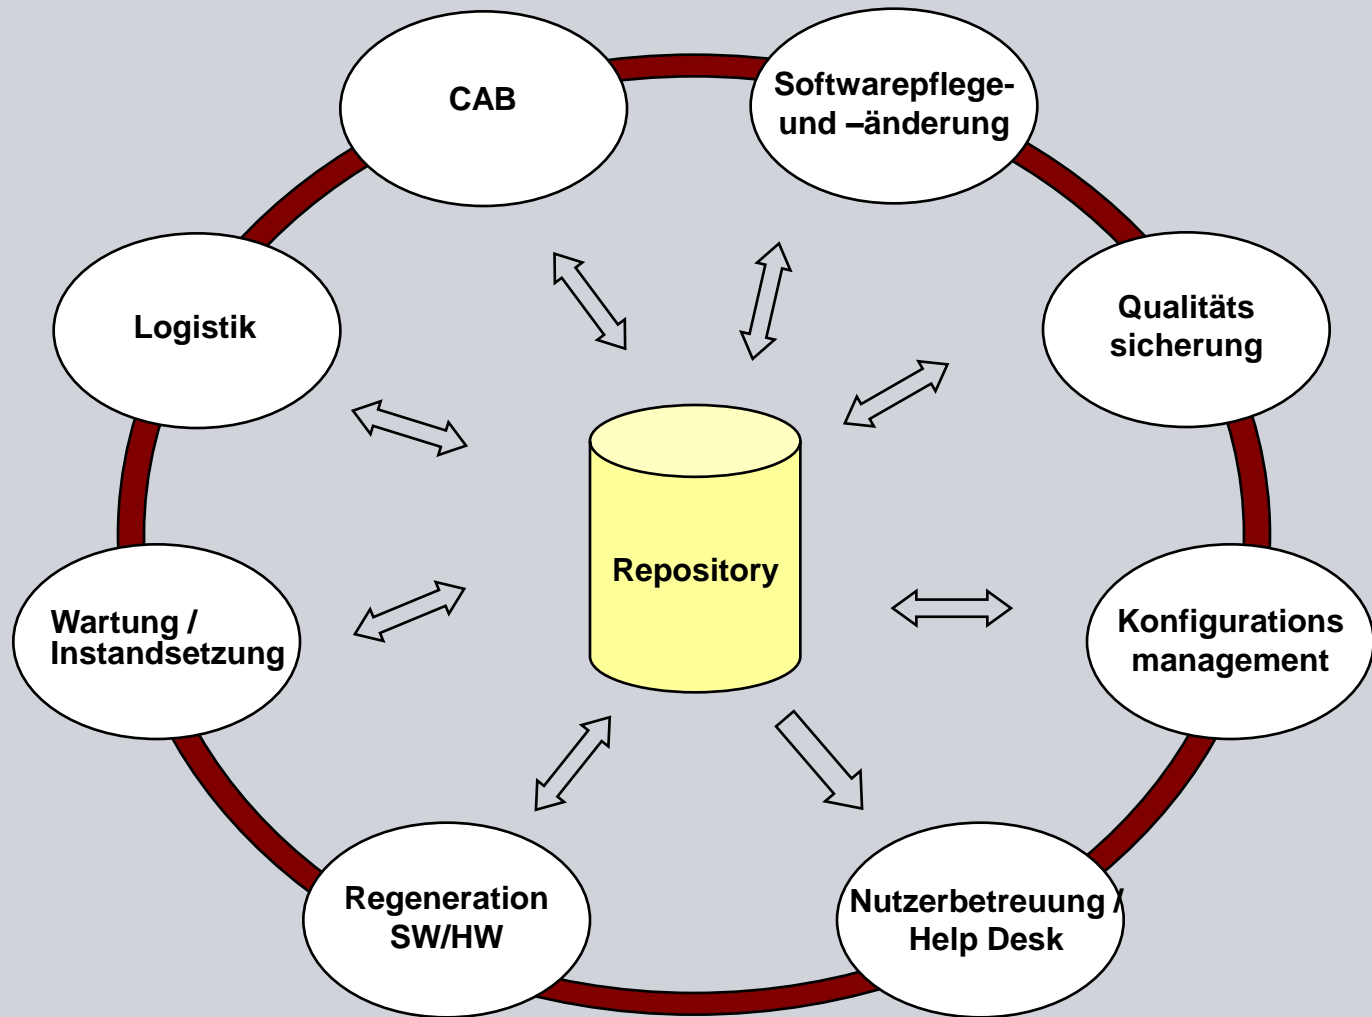 CAB
Softwarepflege-
und –änderung
Logistik
Qualitäts
sicherung
Repository
Wartung /
Instandsetzung
Konfigurations
management
Regeneration
SW/HW
Nutzerbetreuung /
Help Desk